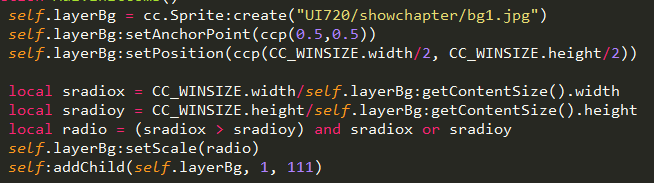 self.layerBg = cc.Sprite:create("UI720/showchapter/bg1.jpg")
self.layerBg:setAnchorPoint(ccp(0.5,0.5))
self.layerBg:setPosition(ccp(CC_WINSIZE.width/2, CC_WINSIZE.height/2))
local sradiox = CC_WINSIZE.width/self.layerBg:getContentSize().width
local sradioy = CC_WINSIZE.height/self.layerBg:getContentSize().height
local radio = (sradiox > sradioy) and sradiox or sradioy
self.layerBg:setScale(radio)
self:addChild(self.layerBg, 1, 111)